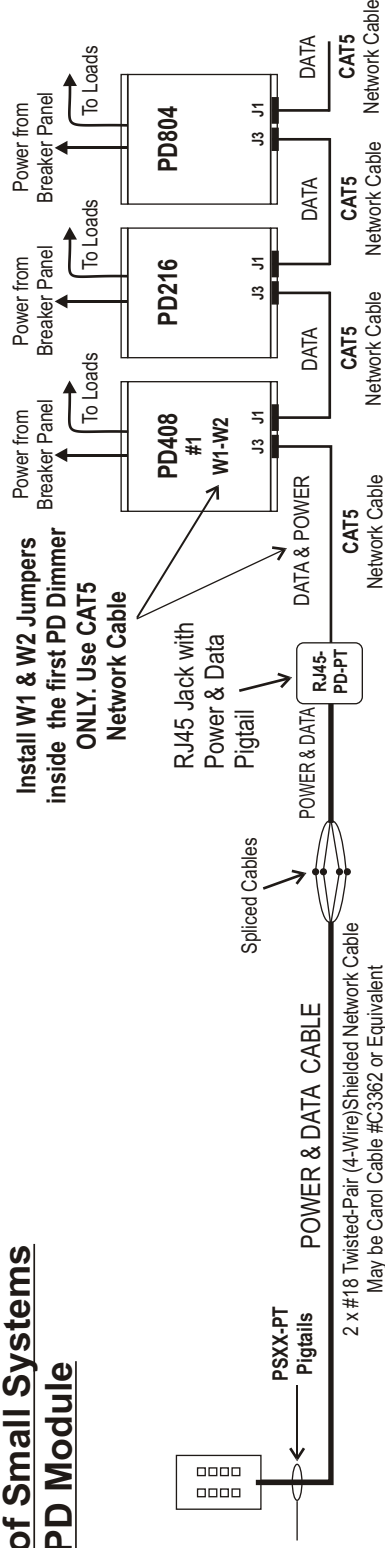 of Small Systems
PD Module
PSXX-PT
Pigtails
POWER & DATA CABLE
2 x #18 Twisted-Pair (4-Wire)Shielded Network Cable
May be Carol Cable #C3362 or Equivalent
Spliced Cables
POWER & DATA
RJ45 Jack with
Power & Data
Pigtail
RJ45-
PD-PT
Install W1 & W2 Jumpers
inside the first PD Dimmer
ONLY. Use CAT5
Network Cable
DATA & POWER
CAT5
Network Cable
Power from
Breaker Panel
To Loads
PD408
#1
W1-W2
J3
J1
DATA
CAT5
Network Cable
Power from
Breaker Panel
To Loads
PD216
J3
J1
DATA
CAT5
Network Cable
Power from
Breaker Panel
To Loads
PD804
J3
J1
DATA
CAT5
Network Cable